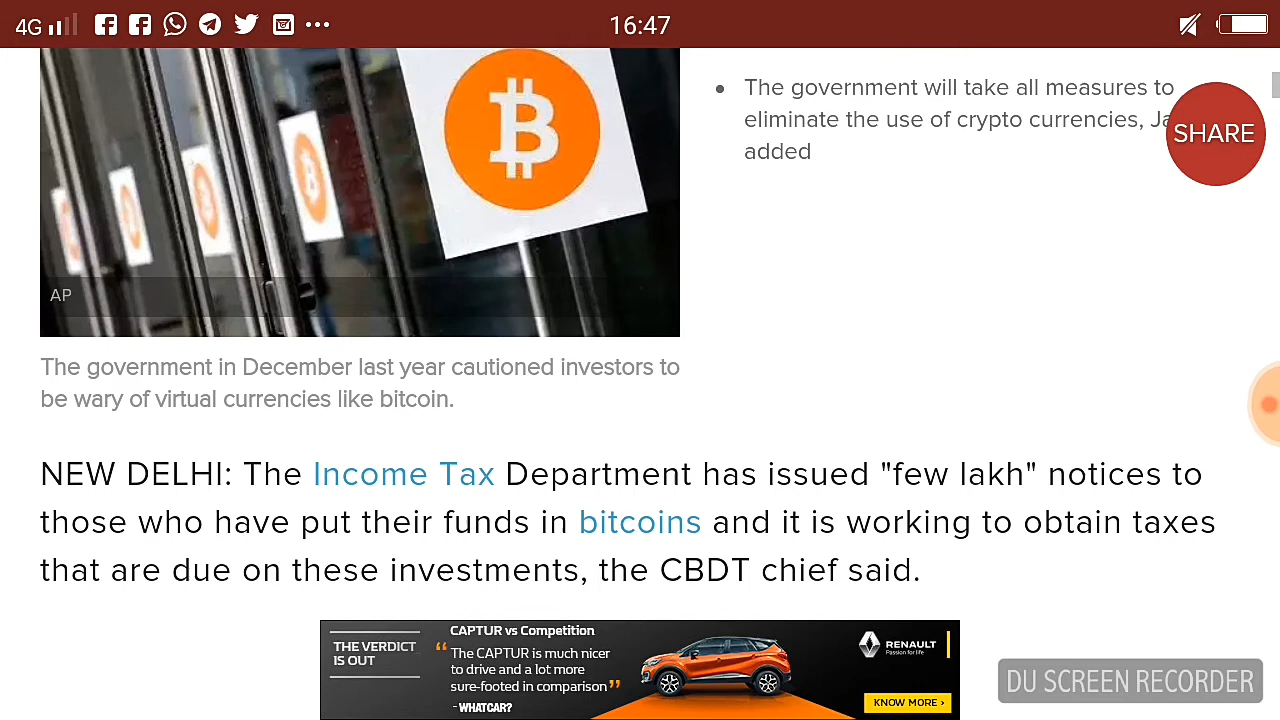 4G 16:47
The government will take all measures to
eliminate the use of crypto currencies,
added
SHARE
AP
The government in December last year cautioned investors to
be wary of virtual currencies like bitcoin.
NEW DELHI: The Income Tax Department has issued "few lakh" notices to
those who have put their funds in bitcoins and it is working to obtain taxes
that are due on these investments, the CBDT chief said.
THE VERDICT
IS OUT
CAPTUR vs Competition
“The CAPTUR is much nicer
to drive and a lot more
sure-footed in comparison”
- WHATCAR?
RENAULT
Passion for life
KNOW MORE ›
DU SCREEN RECORDER